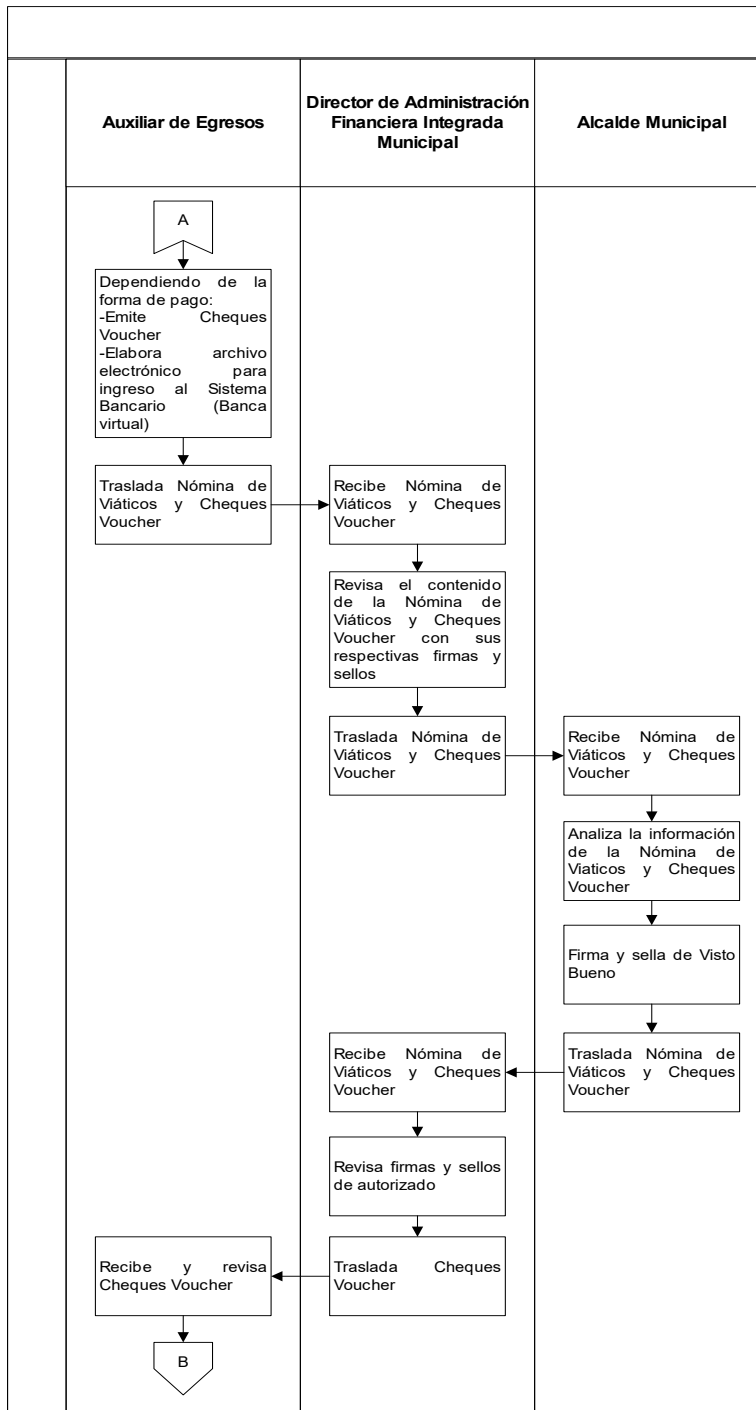 Auxiliar de Egresos
Director de Administración
Financiera Integrada
Municipal
Alcalde Municipal
A
Dependiendo de la
forma de pago:
-Emite Cheques
Voucher
-Elabora archivo
electrónico para
ingreso al Sistema
Bancario (Banca
virtual)
Traslada Nómina de
Viáticos y Cheques
Voucher
Recibe Nómina de
Viáticos y Cheques
Voucher
Revisa el contenido
de la Nómina de
Viáticos y Cheques
Voucher con sus
respectivas firmas y
sellos
Traslada Nómina de
Viáticos y Cheques
Voucher
Recibe Nómina de
Viáticos y Cheques
Voucher
Analiza la información
de la Nómina de
Viaticos y Cheques
Voucher
Firma y sella de Visto
Bueno
Traslada Nómina de
Viáticos y Cheques
Voucher
Recibe Nómina de
Viáticos y Cheques
Voucher
Revisa firmas y sellos
de autorizado
Traslada Cheques
Voucher
Recibe y revisa
Cheques Voucher
B